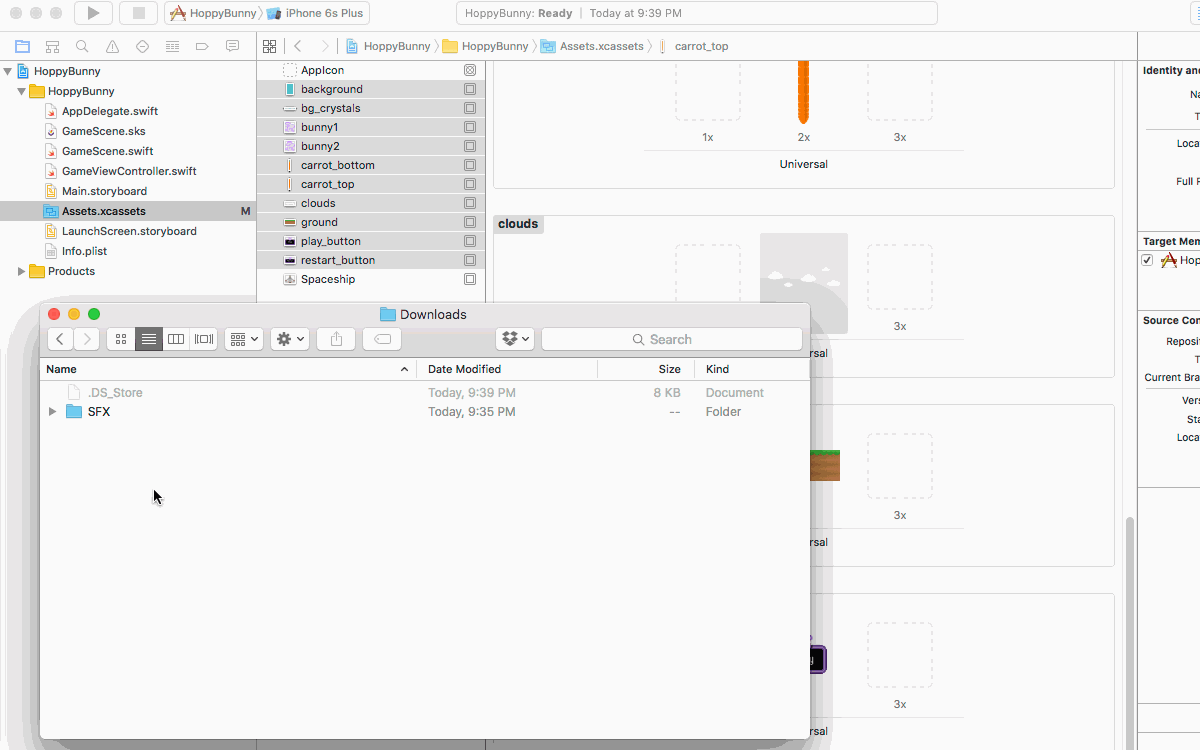 HoppyBunny iPhone 6s Plus
HoppyBunny: Ready | Today at 9:39 PM
HoppyBunny HoppyBunny Assets.xcassets carrot_top
HoppyBunny
HoppyBunny
AppDelegate.swift
GameScene.sks
GameScene.swift
GameViewController.swift
Main.storyboard
Assets.xcassets M
LaunchScreen.storyboard
Info.plist
Products
AppIcon
background
bg_crystals
bunny1
bunny2
carrot_bottom
carrot_top
clouds
ground
play_button
restart_button
Spaceship
1x 2x 3x
Universal
clouds
3x
rsal
3x
rsal
3x
rsal
Identity an
Na
T
Loca
Full P
Target Mem
Hop
Source Con
Reposit
T
Current Bra
Vers
Sta
Loca
Downloads
Search
Name Date Modified Size Kind
.DS_Store Today, 9:39 PM 8 KB Document
SFX Today, 9:35 PM -- Folder